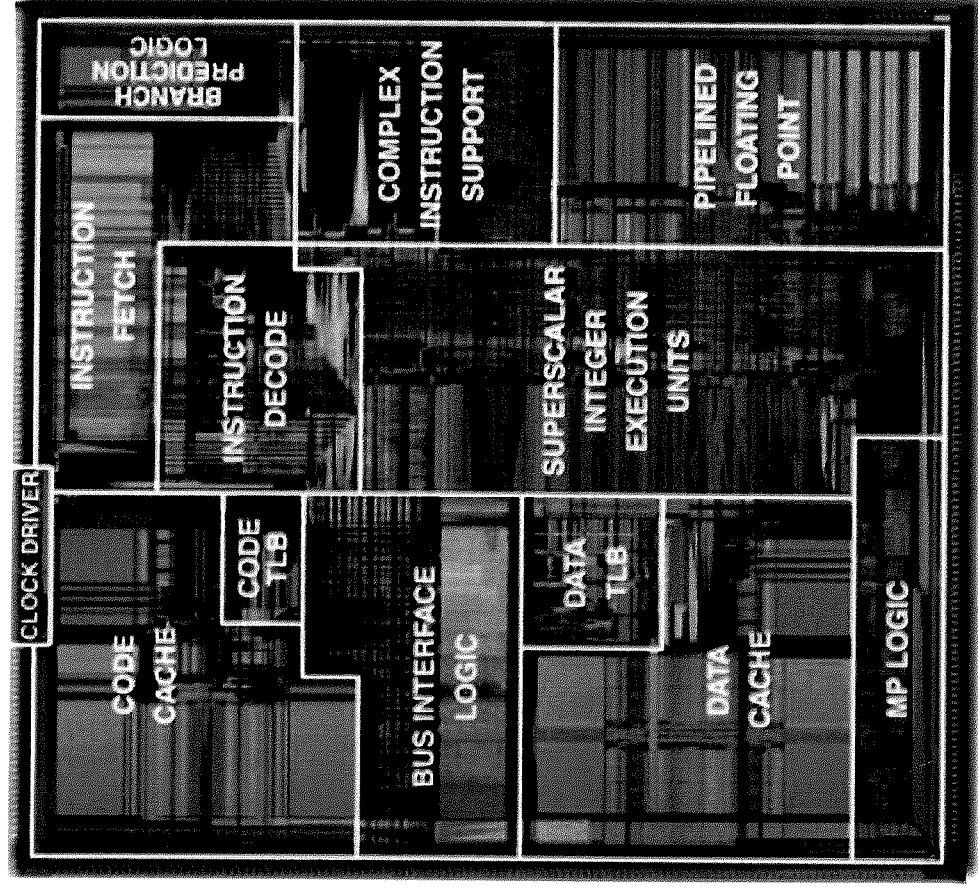 CLOCK DRIVER
CODE
CACHE
CODE
TLB
BUS INTERFACE
LOGIC
DATA
TLB
DATA
CACHE
MP LOGIC
INSTRUCTION
FETCH
INSTRUCTION
DECODE
SUPERSCALAR
INTEGER
EXECUTION
UNITS
BRANCH
PREDICTION
LOGIC
COMPLEX
INSTRUCTION
SUPPORT
PIPELINED
FLOATING
POINT